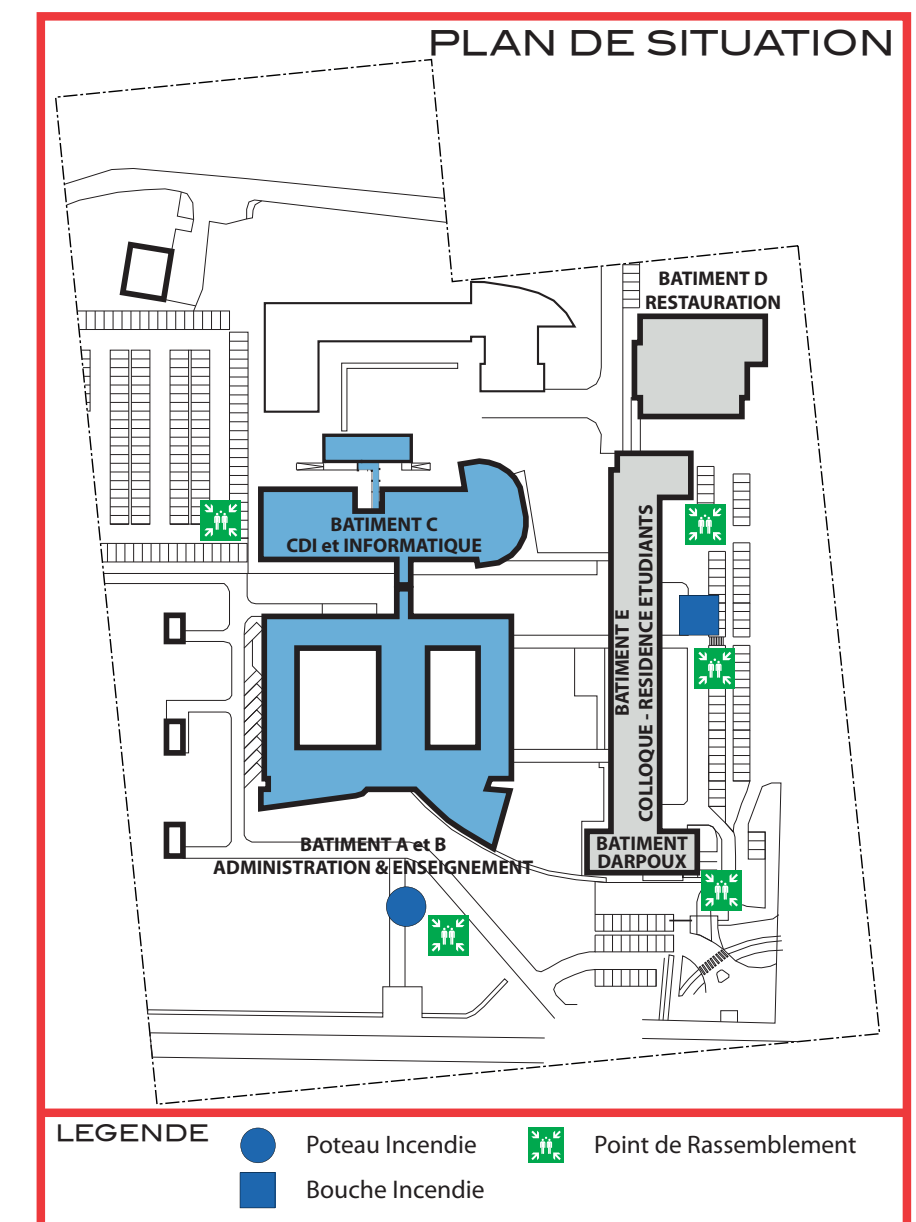 PLAN DE SITUATION
BATIMENT D
RESTAURATION
BATIMENT C
CDI et INFORMATIQUE
BATIMENT E
COLLOQUE - RESIDENCE ETUDIANTS
BATIMENT
DARPOUX
BATIMENT A et B
ADMINISTRATION & ENSEIGNEMENT
LEGENDE
Poteau Incendie
Point de Rassemblement
Bouche Incendie